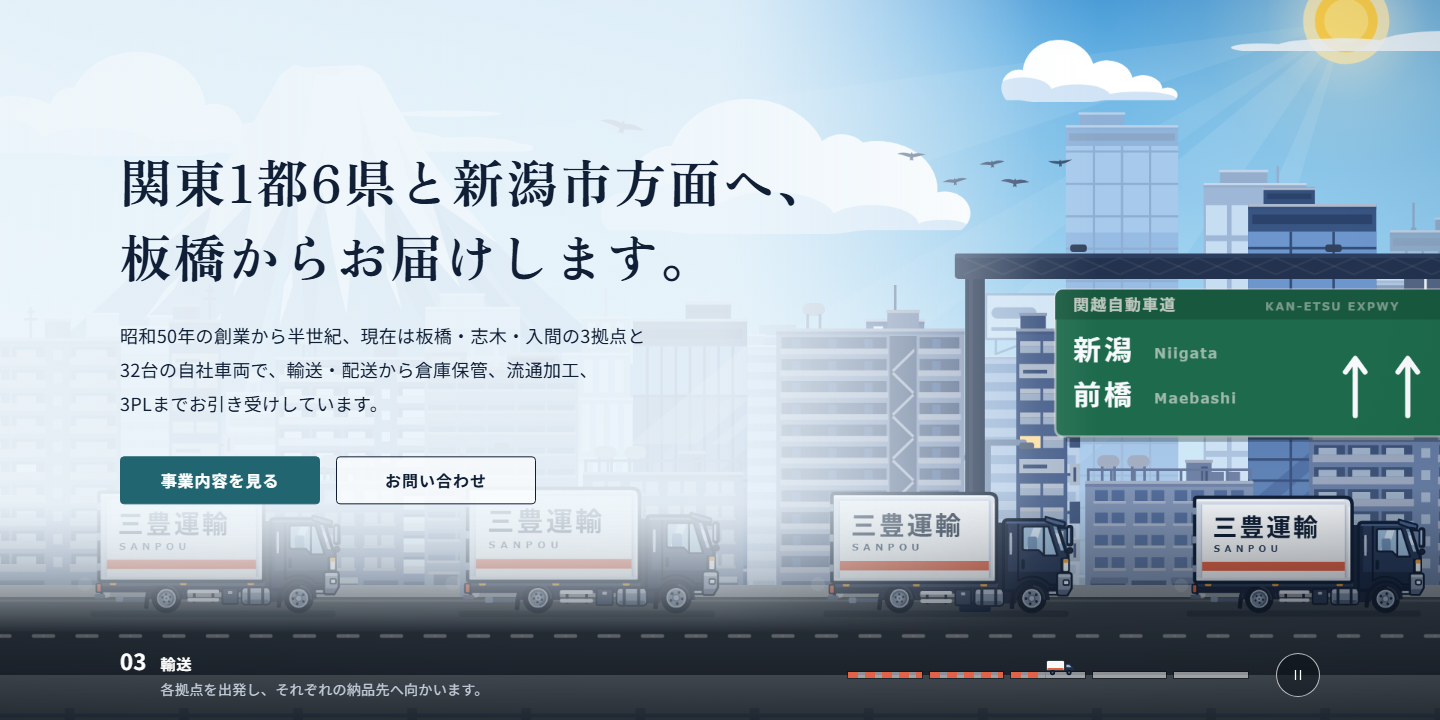 関東1都6県と新潟市方面へ、
板橋からお届けします。
昭和50年の創業から半世紀、現在は板橋・志木・入間の3拠点と
32台の自社車両で、輸送・配送から倉庫保管、流通加工、
3PLまでお引き受けしています。
事業内容を見る
お問い合わせ
関越自動車道 KAN-ETSU EXPWY
新潟 Niigata
前橋 Maebashi
三豊運輸
SANPOU
三豊運輸
SANPOU
三豊運輸
SANPOU
三豊運輸
SANPOU
03 輸送
各拠点を出発し、それぞれの納品先へ向かいます。